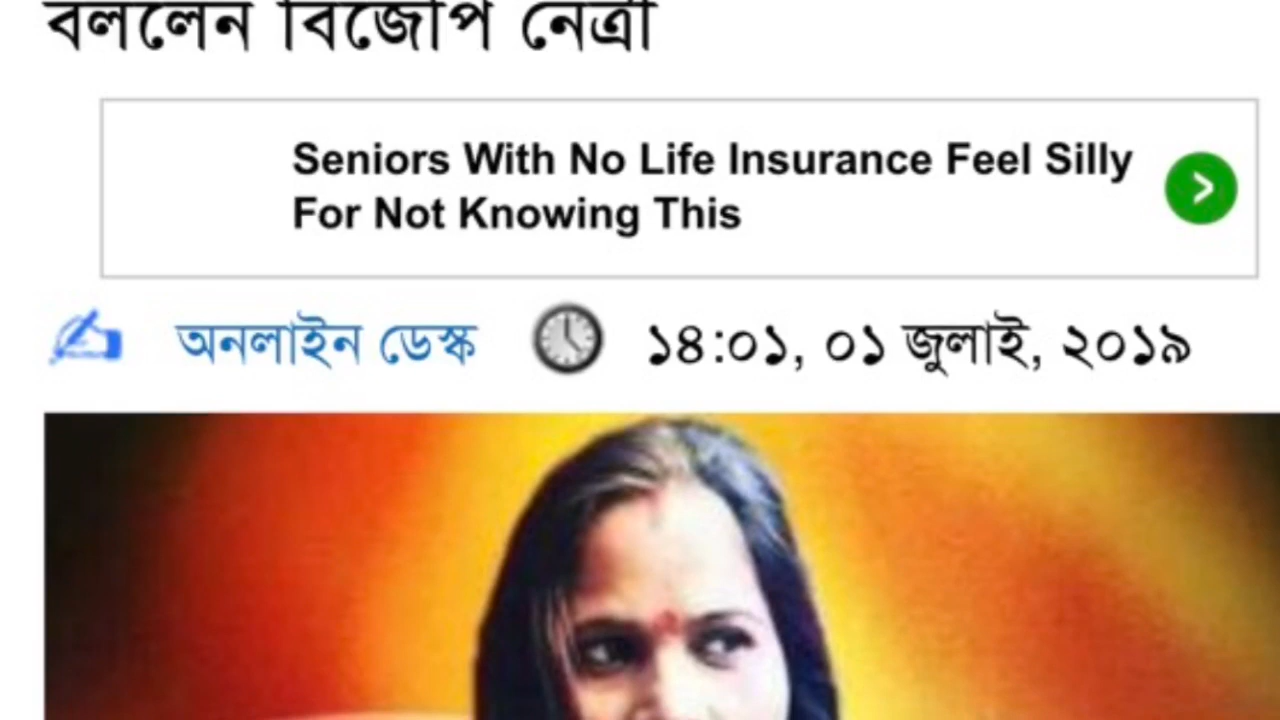 বললেন বিজেপি নেত্রী
Seniors With No Life Insurance Feel Silly
For Not Knowing This
অনলাইন ডেস্ক ১৪:০১, ০১ জুলাই, ২০১৯